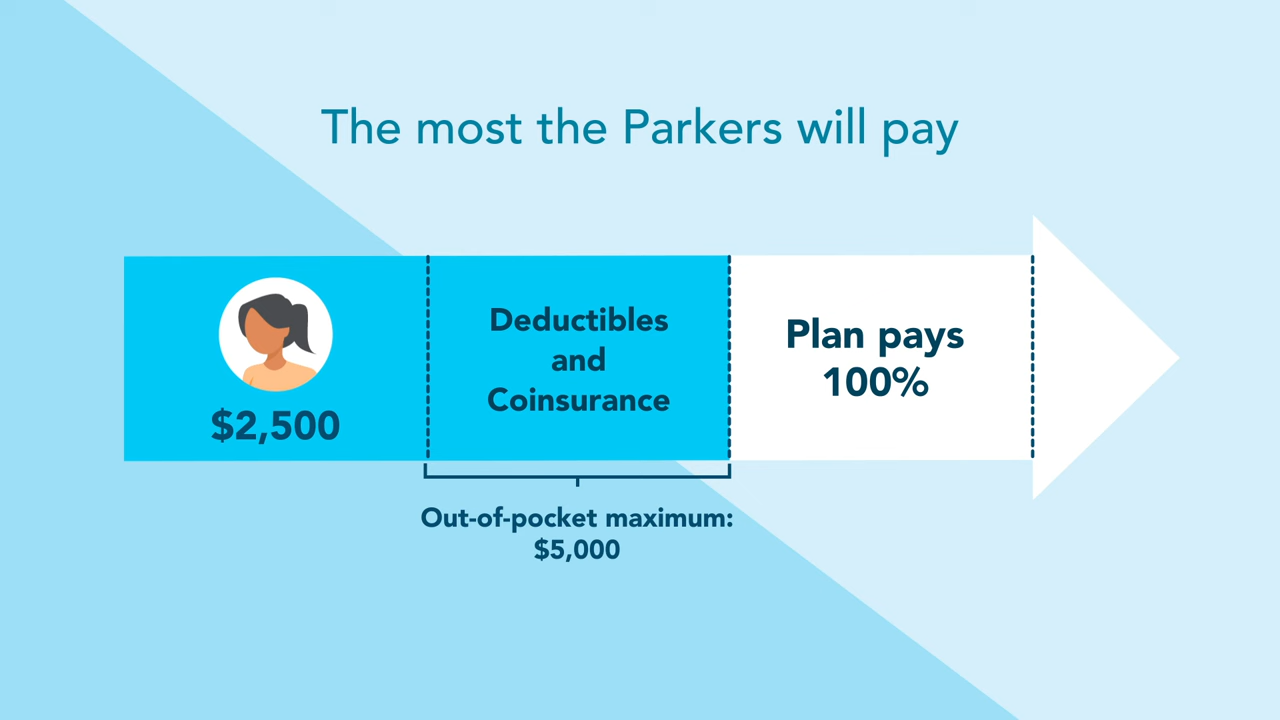 The most the Parkers will pay
$2,500
Deductibles
and
Coinsurance
Plan pays
100%
Out-of-pocket maximum:
$5,000